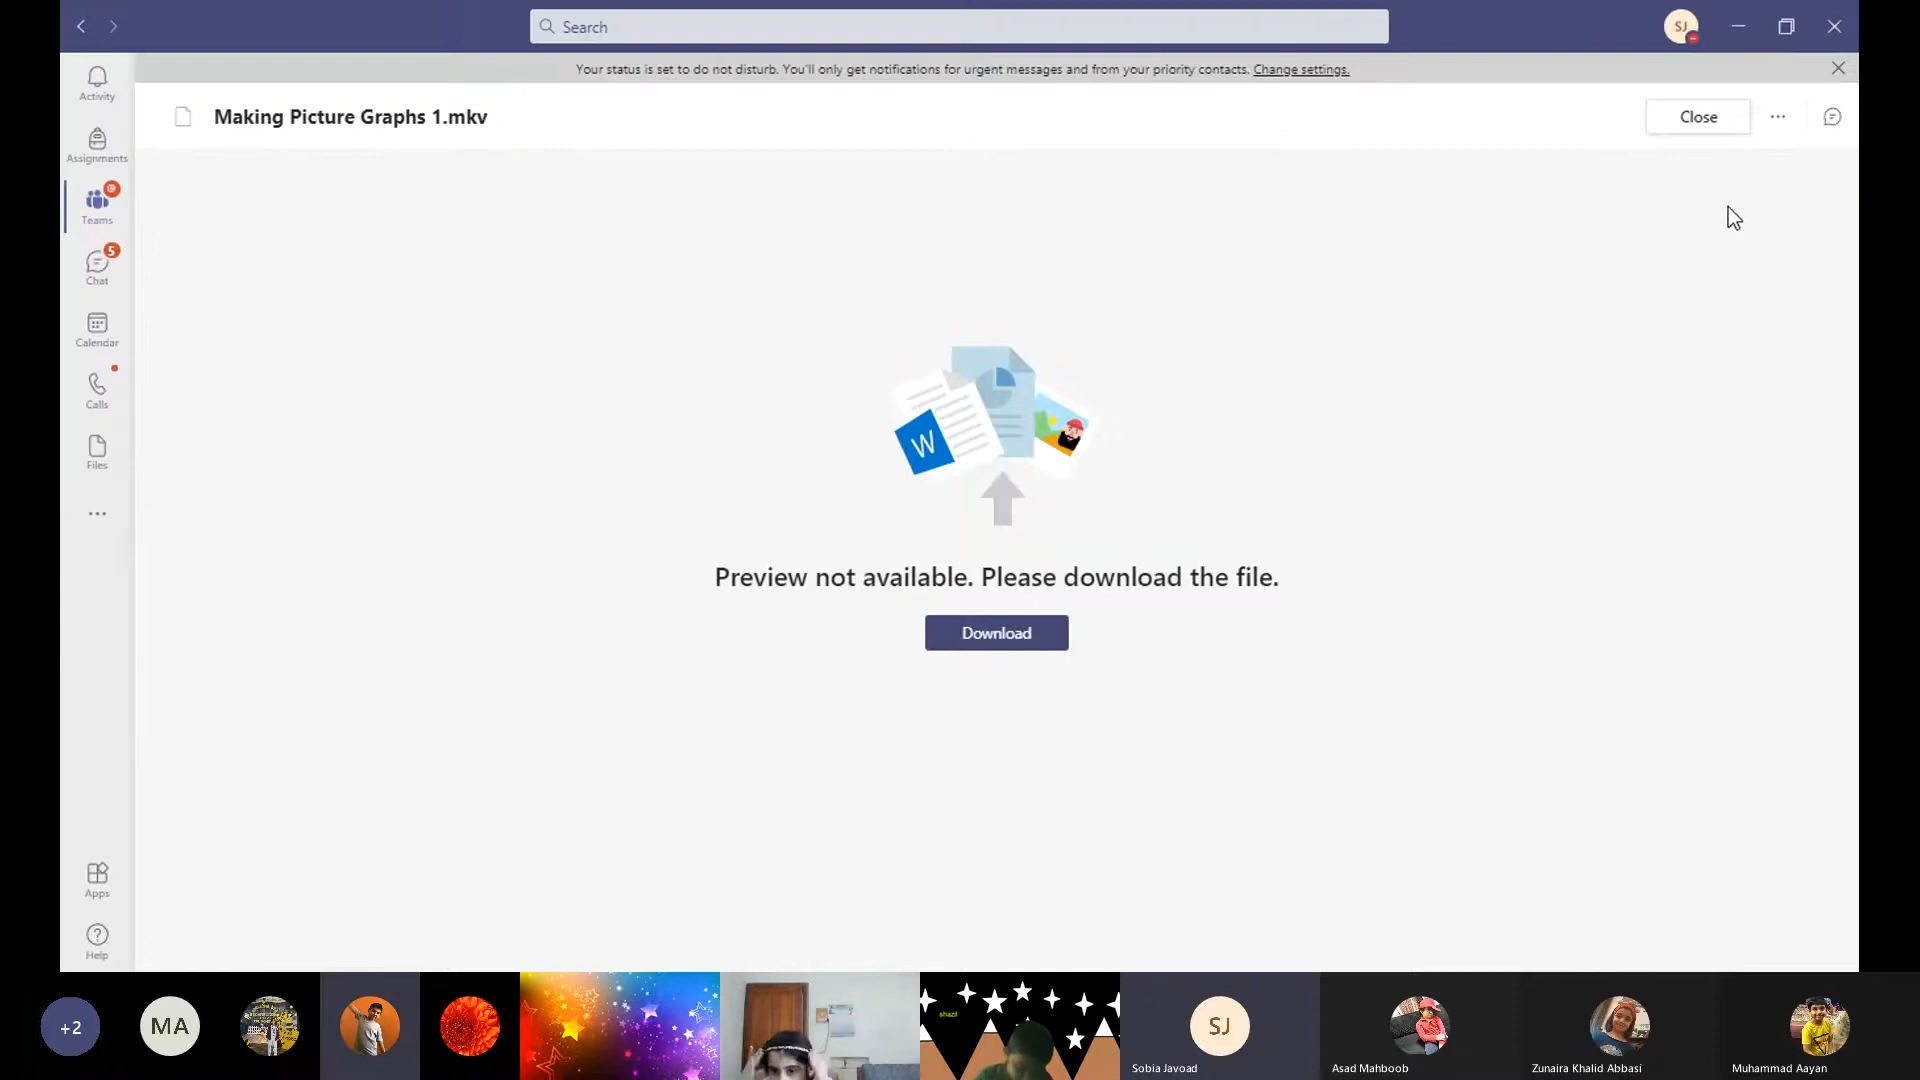 Search
SJ
Your status is set to do not disturb. You'll only get notifications for urgent messages and from your priority contacts. Change settings.
Activity
Making Picture Graphs 1.mkv
Close
Assignments
Teams
5
Chat
Calendar
Calls
Files
W
Preview not available. Please download the file.
Download
Apps
Help
+2
MA
shazil
SJ
Sobia Javoad
Asad Mahboob
Zunaira Khalid Abbasi
Muhammad Aayan